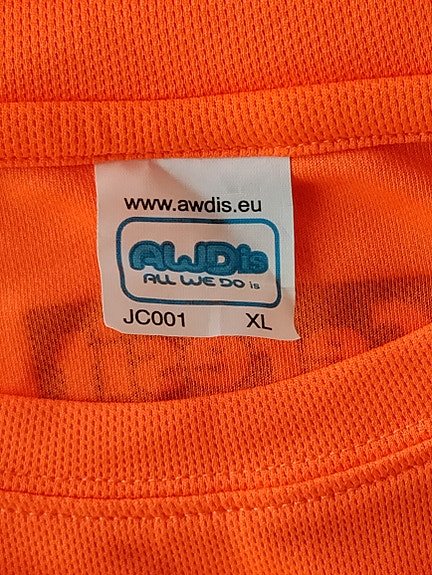 www.awdis.eu
AWDis
ALL WE DO is
JC001 XL